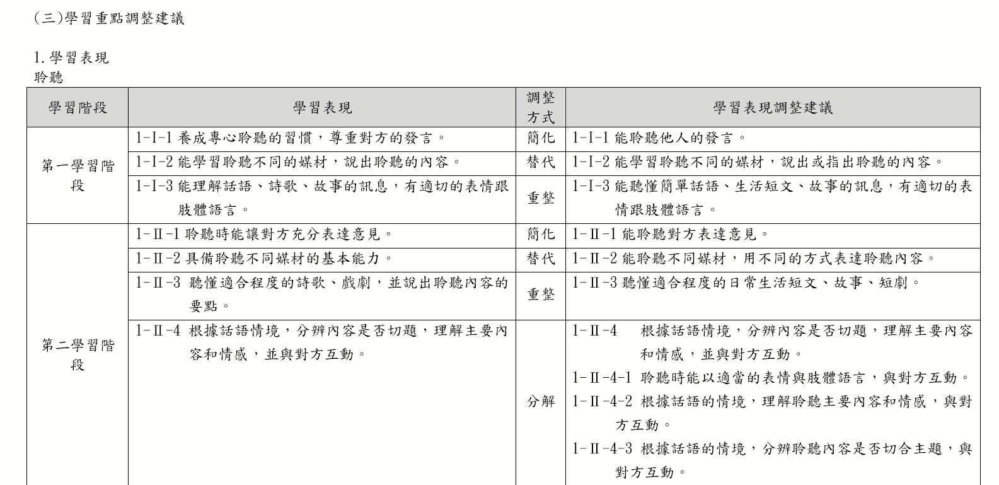 (三)學習重點調整建議
1.學習表現
聆聽
學習階段
學習表現
調整
方式
學習表現調整建議
第一學習階
段
1-I-1養成專心聆聽的習慣，尊重對方的發言。
簡化
1-I-1能聆聽他人的發言。
1-I-2能學習聆聽不同的媒材，說出聆聽的內容。
替代
1-I-2能學習聆聽不同的媒材，說出或指出聆聽的內容。
1-I-3能理解話語、詩歌、故事的訊息，有適切的表情跟
肢體語言。
重整
1-I-3能聽懂簡單話語、生活短文、故事的訊息，有適切的表
情跟肢體語言。
第二學習階
段
1-Ⅱ-1聆聽時能讓對方充分表達意見。
簡化
1-Ⅱ-1能聆聽對方表達意見。
1-Ⅱ-2具備聆聽不同媒材的基本能力。
替代
1-Ⅱ-2能聆聽不同媒材，用不同的方式表達聆聽內容。
1-Ⅱ-3 聽懂適合程度的詩歌、戲劇，並說出聆聽內容的
要點。
重整
1-Ⅱ-3聽懂適合程度的日常生活短文、故事、短劇。
1-Ⅱ-4 根據話語情境，分辨內容是否切題，理解主要內
容和情感，並與對方互動。
分解
1-Ⅱ-4 根據話語情境，分辨內容是否切題，理解主要內容
和情感，並與對方互動。
1-Ⅱ-4-1 聆聽時能以適當的表情與肢體語言，與對方互動。
1-Ⅱ-4-2 根據話語的情境，理解聆聽主要內容和情感，與對
方互動。
1-Ⅱ-4-3 根據話語的情境，分辨聆聽內容是否切合主題，與
對方互動。